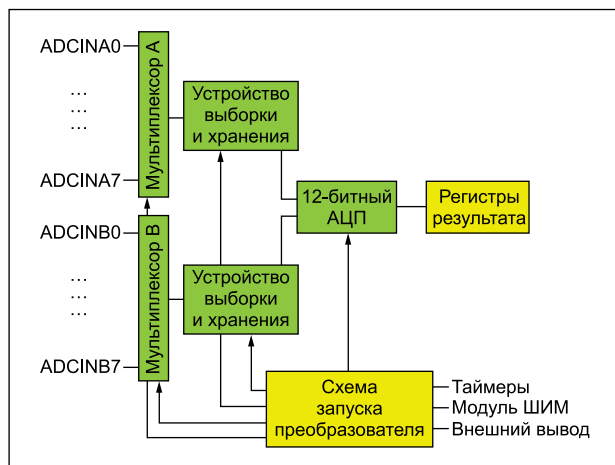 ADCINA0
...
...
...
ADCINA7
Мультиплексор A
Устройство
выборки
и хранения
ADCINB0
...
...
...
ADCINB7
Мультиплексор B
Устройство
выборки
и хранения
12-битный
АЦП
Регистры
результата
Схема
запуска
преобразователя
Таймеры
Модуль ШИМ
Внешний вывод